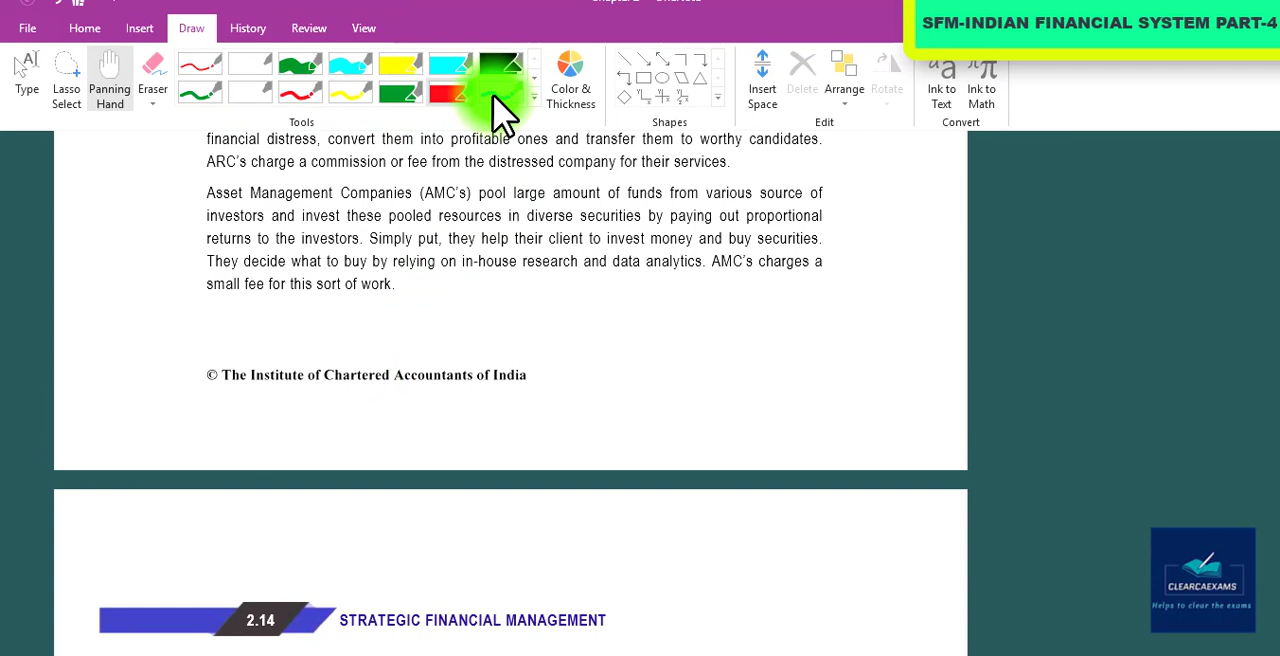 SFM-INDIAN FINANCIAL SYSTEM PART-4
File Home Insert Draw History Review View
Type
Lasso Select
Panning Hand
Eraser
Color & Thickness
Insert Space
Delete
Arrange
Rotate
Ink to Text
Ink to Math
Tools
Shapes
Edit
Convert
financial distress, convert them into profitable ones and transfer them to worthy candidates.
ARC's charge a commission or fee from the distressed company for their services.
Asset Management Companies (AMC's) pool large amount of funds from various source of
investors and invest these pooled resources in diverse securities by paying out proportional
returns to the investors. Simply put, they help their client to invest money and buy securities.
They decide what to buy by relying on in-house research and data analytics. AMC's charges a
small fee for this sort of work.
© The Institute of Chartered Accountants of India
CLEARCAEXAMS
Helps to clear the exams
2.14 STRATEGIC FINANCIAL MANAGEMENT